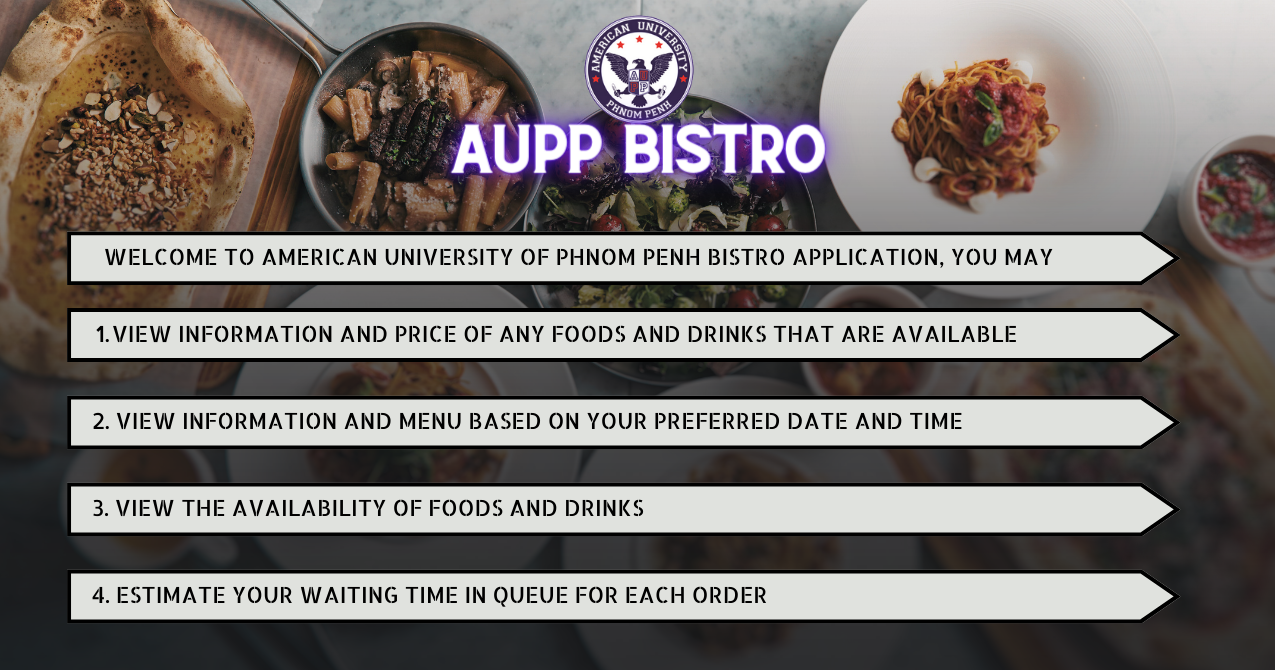 AMERICAN UNIVERSITY
A U
P P
PHNOM PENH
AUPP BISTRO
WELCOME TO AMERICAN UNIVERSITY OF PHNOM PENH BISTRO APPLICATION, YOU MAY
1.VIEW INFORMATION AND PRICE OF ANY FOODS AND DRINKS THAT ARE AVAILABLE
2. VIEW INFORMATION AND MENU BASED ON YOUR PREFERRED DATE AND TIME
3. VIEW THE AVAILABILITY OF FOODS AND DRINKS
4. ESTIMATE YOUR WAITING TIME IN QUEUE FOR EACH ORDER